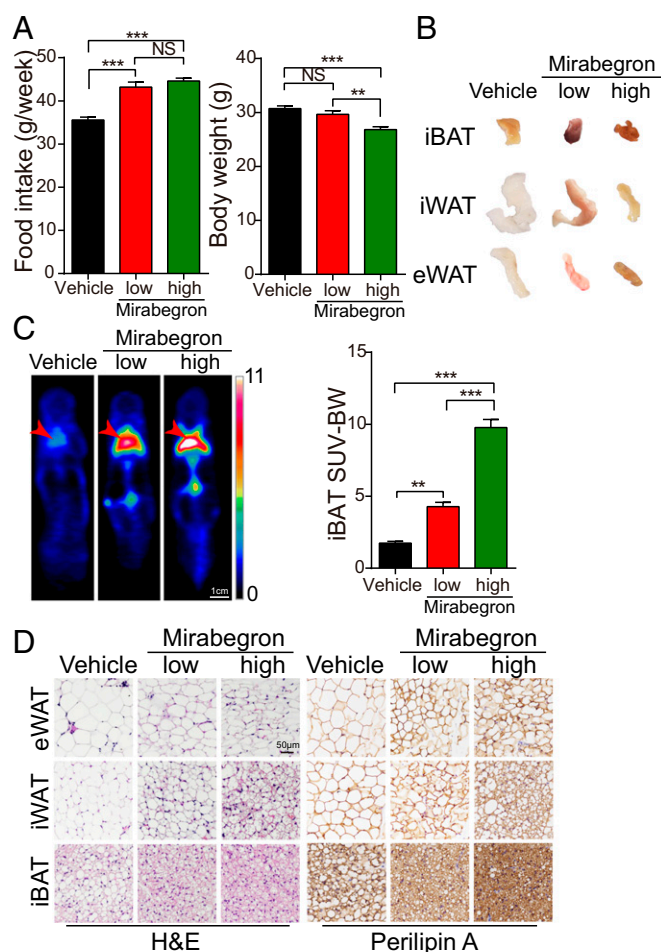 A
Food intake (g/week)
50
40
30
20
10
0
***
***
NS
Vehicle
low
high
Mirabegron
Body weight (g)
40
30
20
10
0
***
NS
**
Vehicle
low
high
Mirabegron
B
Mirabegron
Vehicle
low
high
iBAT
iWAT
eWAT
C
Mirabegron
Vehicle
low
high
11
0
1cm
iBAT SUV-BW
15
10
5
0
***
***
**
Vehicle
low
high
Mirabegron
D
Mirabegron
Mirabegron
Vehicle
low
high
Vehicle
low
high
eWAT
50μm
iWAT
iBAT
H&E
Perilipin A